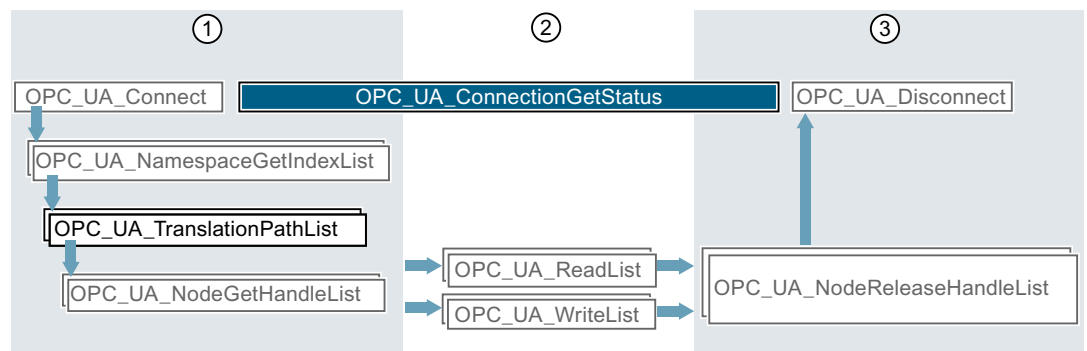 1
2
3
OPC_UA_Connect
OPC_UA_ConnectionGetStatus
OPC_UA_Disconnect
OPC_UA_NamespaceGetIndexList
OPC_UA_TranslationPathList
OPC_UA_NodeGetHandleList
OPC_UA_ReadList
OPC_UA_WriteList
OPC_UA_NodeReleaseHandleList